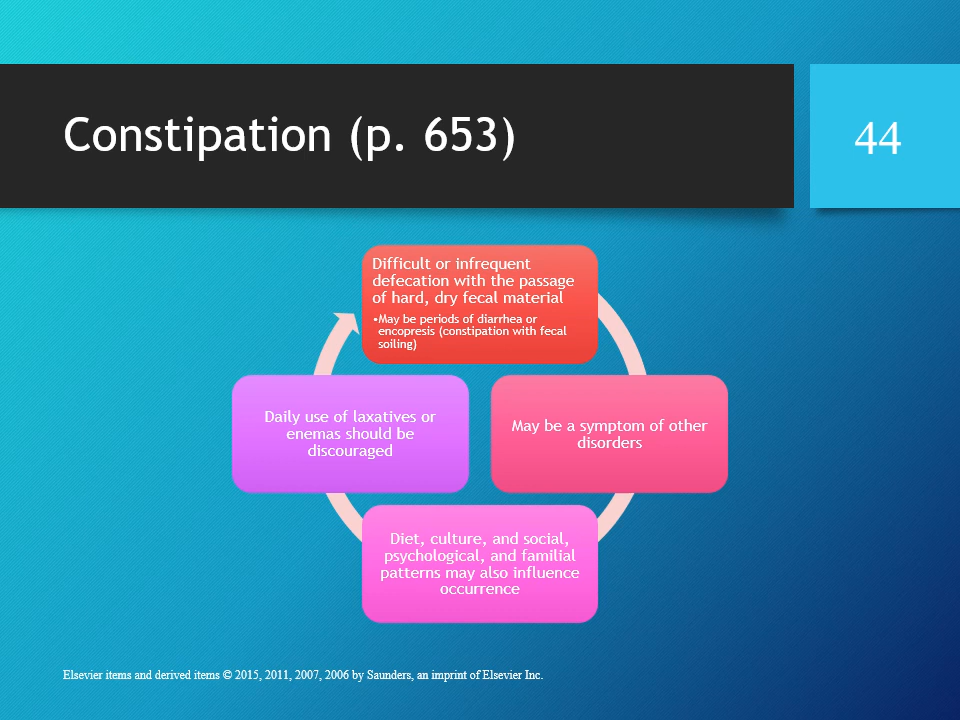 Constipation (p. 653)
44
Difficult or infrequent
defecation with the passage
of hard, dry fecal material
•May be periods of diarrhea or
encopresis (constipation with fecal
soiling)
May be a symptom of other
disorders
Diet, culture, and social,
psychological, and familial
patterns may also influence
occurrence
Daily use of laxatives or
enemas should be
discouraged
Elsevier items and derived items © 2015, 2011, 2007, 2006 by Saunders, an imprint of Elsevier Inc.